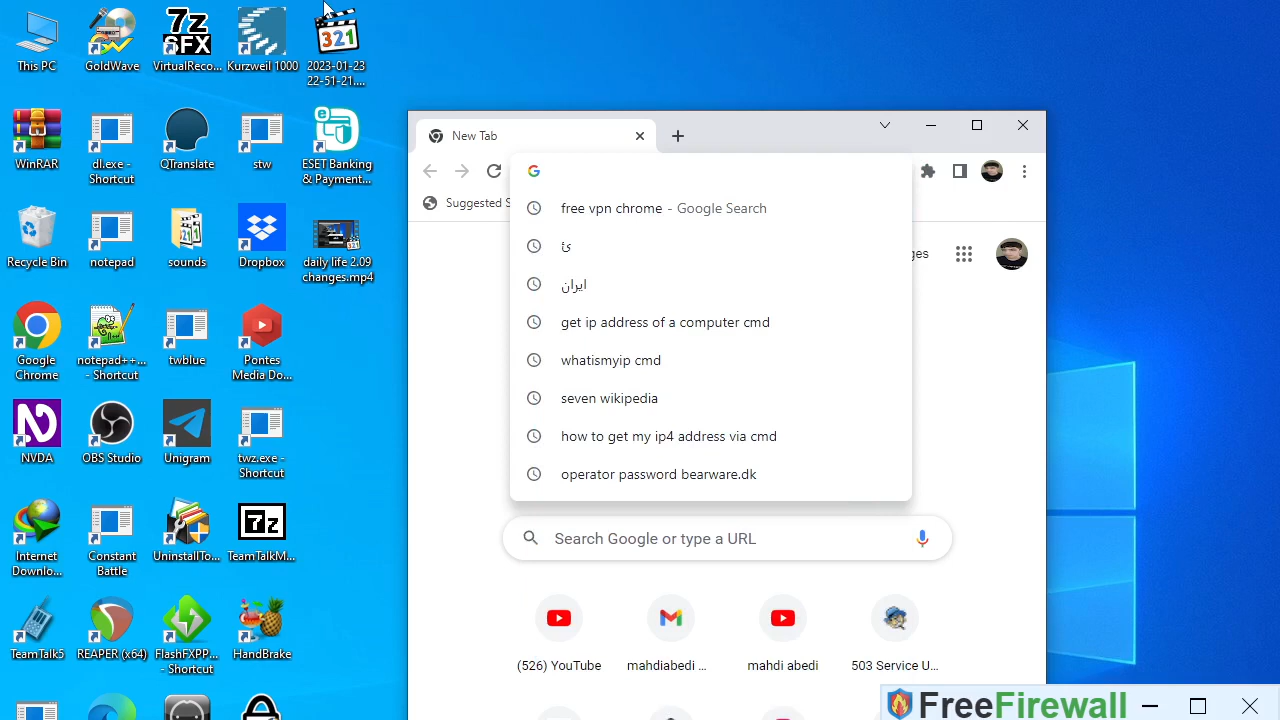 This PC
GoldWave
VirtualReco...
Kurzweil 1000
2023-01-23
22-51-21....
7z
SFX
321
WinRAR
dl.exe -
Shortcut
QTranslate
stw
ESET Banking
& Payment...
Recycle Bin
notepad
sounds
Dropbox
daily life 2.09
changes.mp4
Google
Chrome
notepad++...
- Shortcut
twblue
Pontes
Media Do...
NVDA
OBS Studio
Unigram
twz.exe -
Shortcut
Internet
Downlo...
Constant
Battle
UninstallTo...
7z
TeamTalkM...
TeamTalk5
REAPER (x64)
FlashFXPP...
- Shortcut
HandBrake
New Tab
Suggested S
free vpn chrome - Google Search
ئ
ایران
get ip address of a computer cmd
whatismyip cmd
seven wikipedia
how to get my ip4 address via cmd
operator password bearware.dk
ges
Search Google or type a URL
(526) YouTube
mahdiabedi ...
mahdi abedi
503 Service U...
FreeFirewall